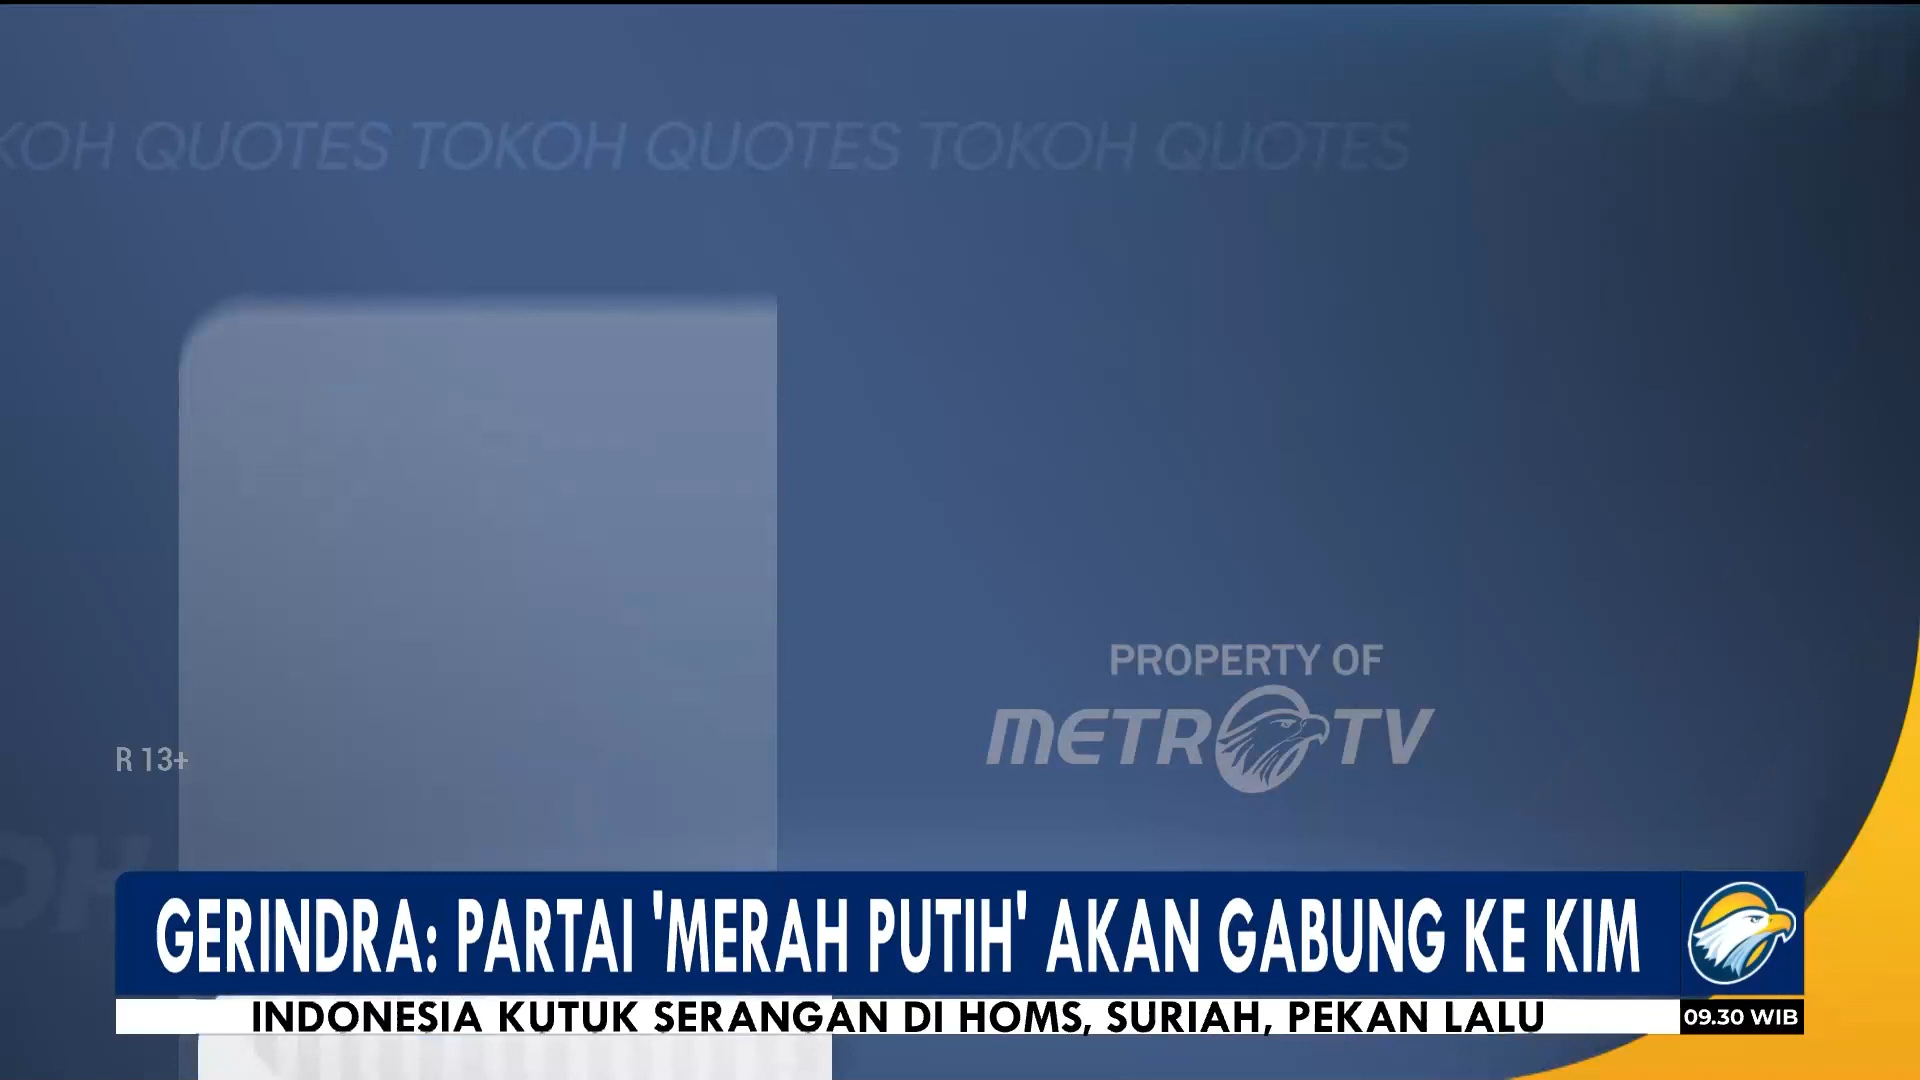 KOH QUOTES TOKOH QUOTES TOKOH QUOTES
PROPERTY OF
METRO TV
R 13+
OH
GERINDRA: PARTAI 'MERAH PUTIH' AKAN GABUNG KE KIM
INDONESIA KUTUK SERANGAN DI HOMS, SURIAH, PEKAN LALU
09.30 WIB